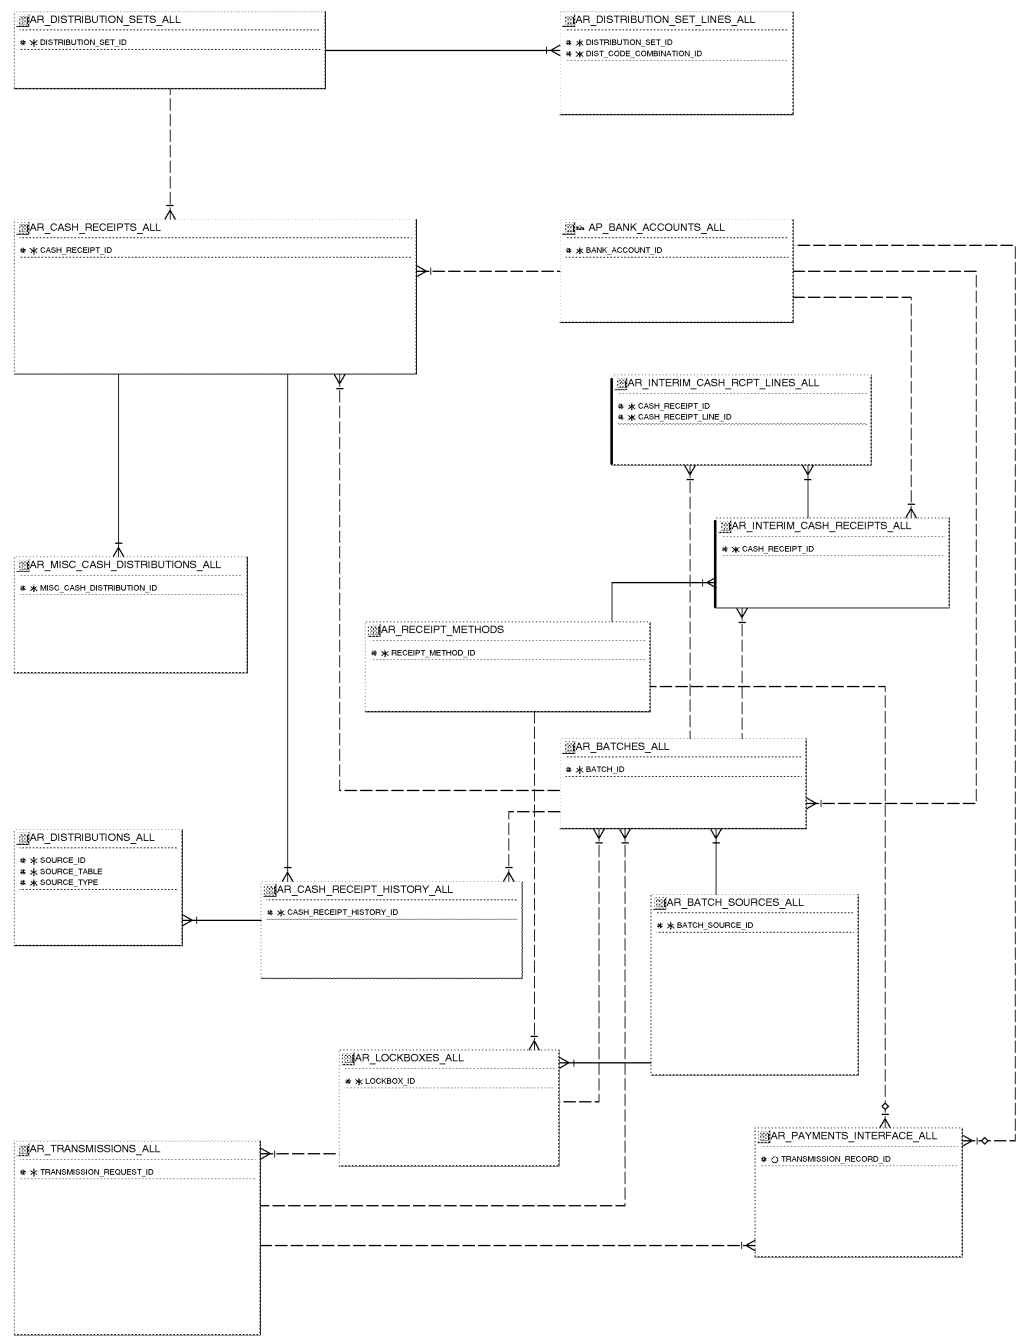 AR_DISTRIBUTION_SETS_ALL
# * DISTRIBUTION_SET_ID
AR_DISTRIBUTION_SET_LINES_ALL
# * DISTRIBUTION_SET_ID
# * DIST_CODE_COMBINATION_ID
AR_CASH_RECEIPTS_ALL
# * CASH_RECEIPT_ID
AP_BANK_ACCOUNTS_ALL
# * BANK_ACCOUNT_ID
AR_INTERIM_CASH_RCPT_LINES_ALL
# * CASH_RECEIPT_ID
# * CASH_RECEIPT_LINE_ID
AR_INTERIM_CASH_RECEIPTS_ALL
# * CASH_RECEIPT_ID
AR_MISC_CASH_DISTRIBUTIONS_ALL
# * MISC_CASH_DISTRIBUTION_ID
AR_RECEIPT_METHODS
# * RECEIPT_METHOD_ID
AR_BATCHES_ALL
# * BATCH_ID
AR_DISTRIBUTIONS_ALL
# * SOURCE_ID
# * SOURCE_TABLE
# * SOURCE_TYPE
AR_CASH_RECEIPT_HISTORY_ALL
# * CASH_RECEIPT_HISTORY_ID
AR_BATCH_SOURCES_ALL
# * BATCH_SOURCE_ID
AR_LOCKBOXES_ALL
# * LOCKBOX_ID
AR_TRANSMISSIONS_ALL
# * TRANSMISSION_REQUEST_ID
AR_PAYMENTS_INTERFACE_ALL
# o TRANSMISSION_RECORD_ID